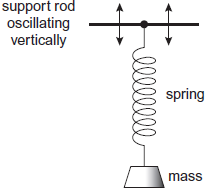 support rod
oscillating
vertically
spring
mass